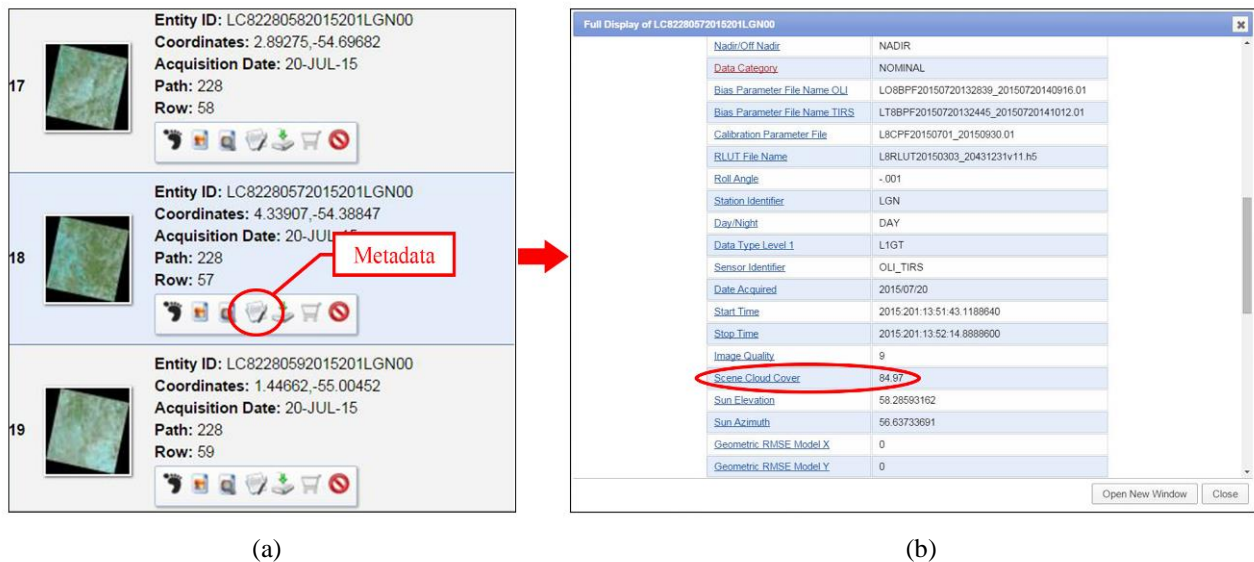 Entity ID: LC82280582015201LGN00
Coordinates: 2.89275,-54.69682
Acquisition Date: 20-JUL-15
17
Path: 228
Row: 58
Entity ID: LC82280572015201LGN00
Coordinates: 4.33907,-54.38847
Acquisition Date: 20-JUL-15
18
Path: 228
Row: 57
Metadata
Entity ID: LC82280592015201LGN00
Coordinates: 1.44662,-55.00452
Acquisition Date: 20-JUL-15
19
Path: 228
Row: 59
(a)
Full Display of LC82280572015201LGN00
Nadir/Off Nadir NADIR
Data Category NOMINAL
Bias Parameter File Name OLI LO8BPF20150720132839_20150720140916.01
Bias Parameter File Name TIRS LT8BPF20150720132445_20150720141012.01
Calibration Parameter File L8CPF20150701_20150930.01
RLUT File Name L8RLUT20150303_20431231v11.h5
Roll Angle -.001
Station Identifier LGN
Day/Night DAY
Data Type Level 1 L1GT
Sensor Identifier OLI_TIRS
Date Acquired 2015/07/20
Start Time 2015:201:13:51:43.1188640
Stop Time 2015:201:13:52:14.8888600
Image Quality 9
Scene Cloud Cover 84.97
Sun Elevation 58.28593162
Sun Azimuth 56.63733691
Geometric RMSE Model X 0
Geometric RMSE Model Y 0
Open New Window Close
(b)